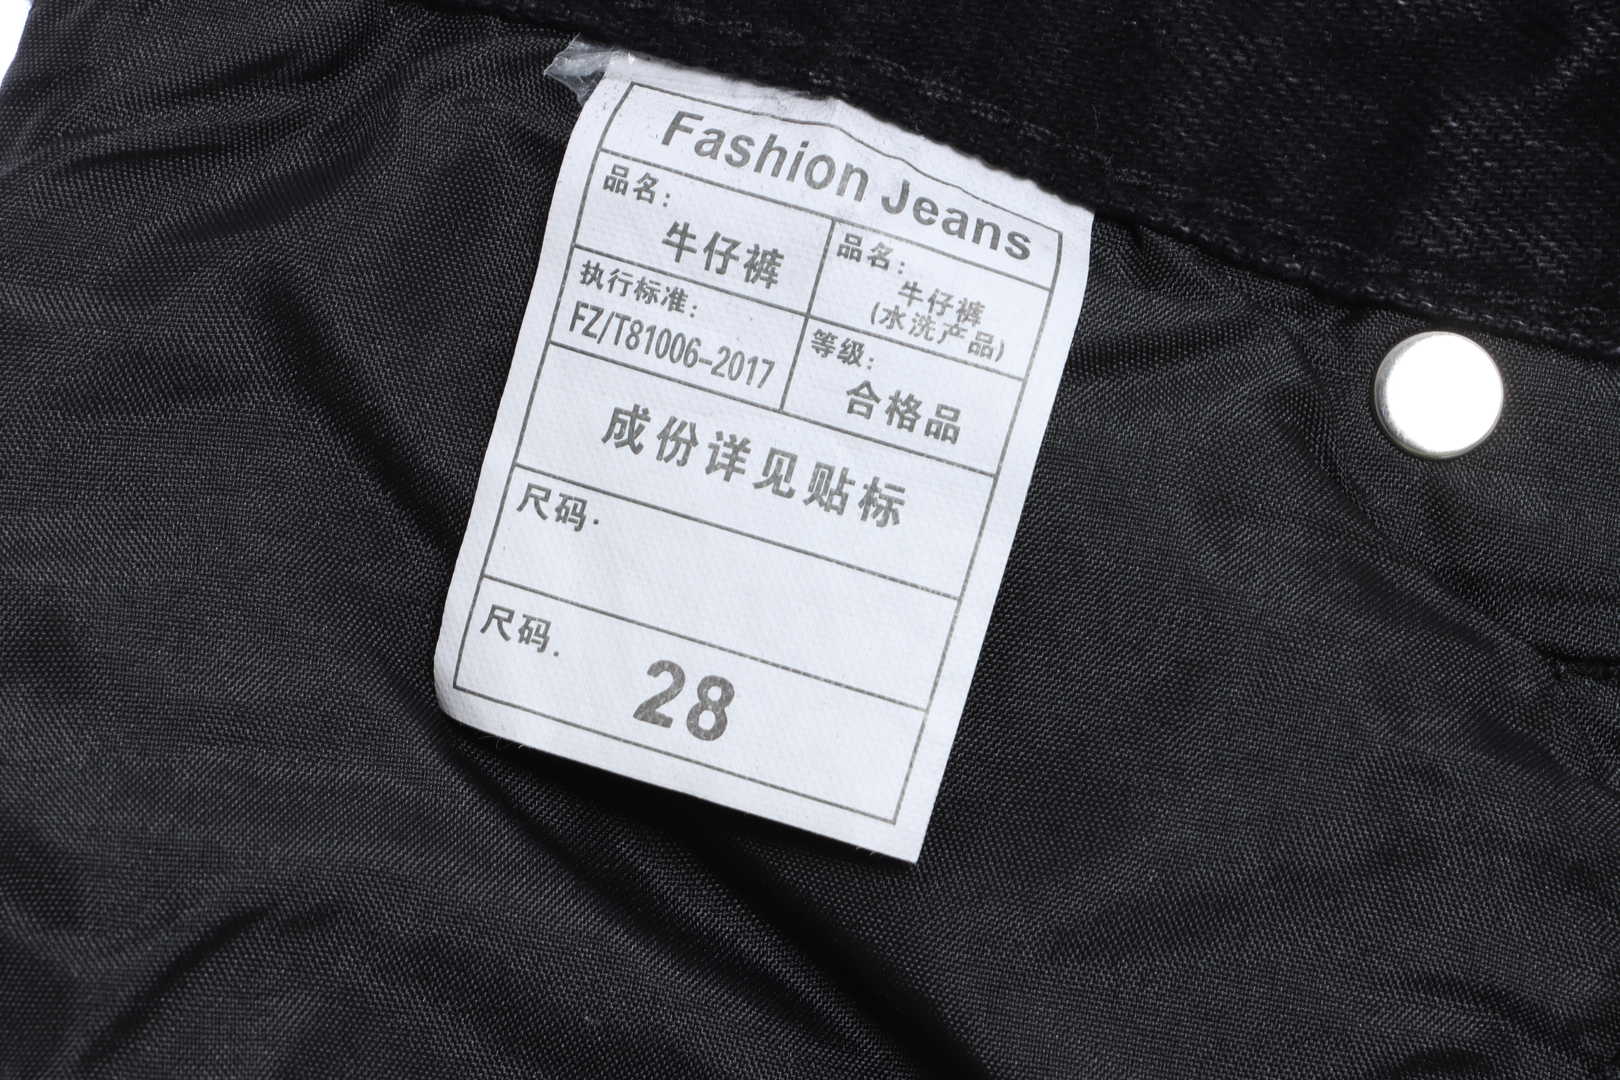 Fashion Jeans
品名:
牛仔裤
品名:
牛仔裤
(水洗产品)
执行标准:
FZ/T81006-2017
等级:
合格品
成份详见贴标
尺码.
尺码.
28